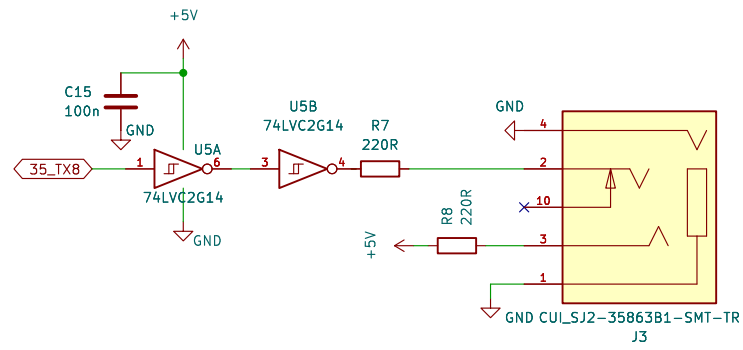 +5V
C15
100n
GND
U5A
35_TX8
1
6
74LVC2G14
GND
U5B
74LVC2G14
3
4
R7
220R
GND
4
2
10
R8
220R
+5V
3
1
GND
CUI_SJ2-35863B1-SMT-TR
J3